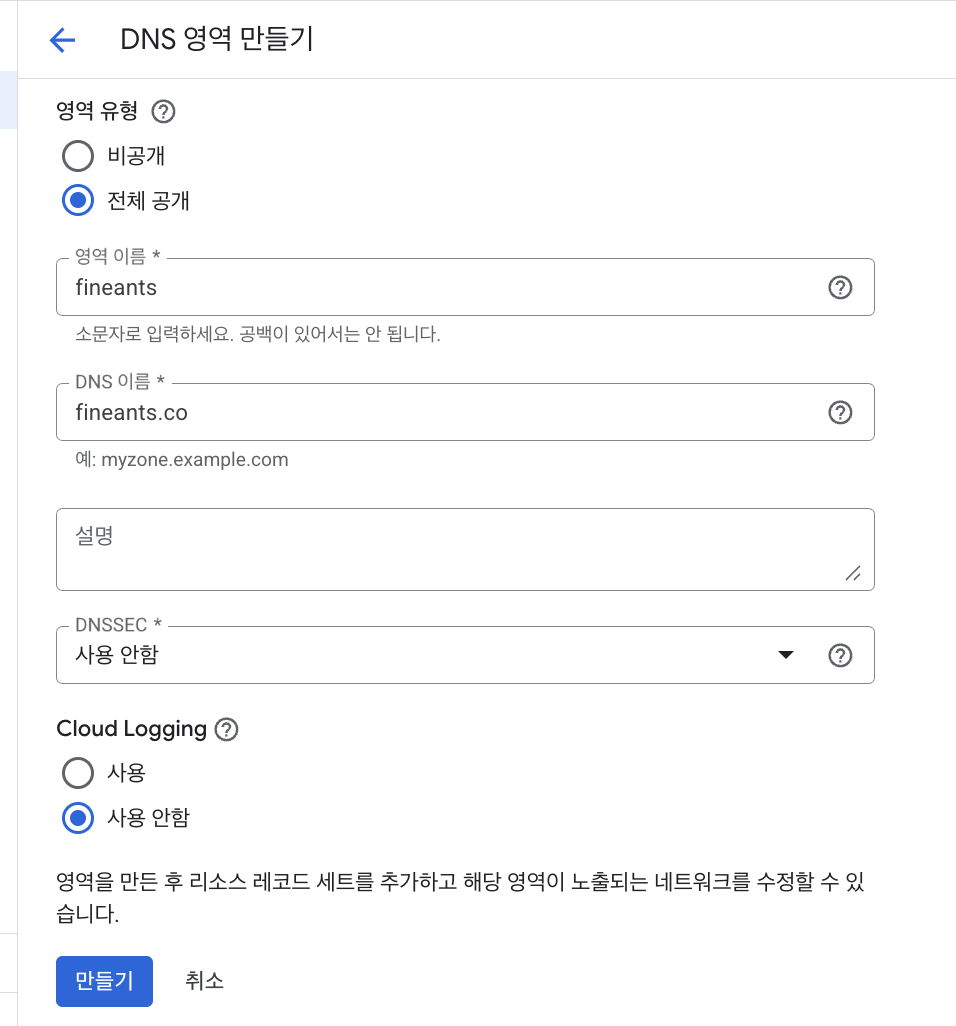 DNS 영역 만들기
영역 유형
비공개
전체 공개
영역 이름 *
fineants
소문자로 입력하세요. 공백이 있어서는 안 됩니다.
DNS 이름 *
fineants.co
예: myzone.example.com
설명
DNSSEC *
사용 안함
Cloud Logging
사용
사용 안함
영역을 만든 후 리소스 레코드 세트를 추가하고 해당 영역이 노출되는 네트워크를 수정할 수 있
습니다.
만들기 취소